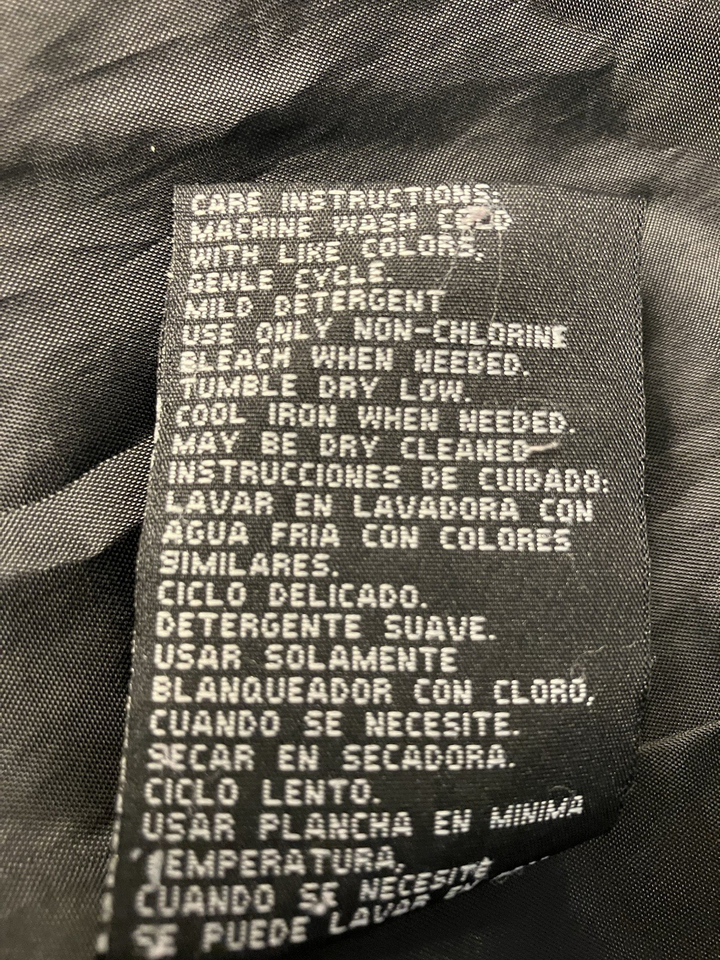 CARE INSTRUCTIONS:
MACHINE WASH COLD
WITH LIKE COLORS,
GENLE CYCLE.
MILD DETERGENT
USE ONLY NON-CHLORINE
BLEACH WHEN NEEDED.
TUMBLE DRY LOW.
COOL IRON WHEN NEEDED.
MAY BE DRY CLEANED
INSTRUCCIONES DE CUIDADO:
LAVAR EN LAVADORA CON
AGUA FRIA CON COLORES
SIMILARES.
CICLO DELICADO.
DETERGENTE SUAVE.
USAR SOLAMENTE
BLANQUEADOR CON CLORO,
CUANDO SE NECESITE.
SECAR EN SECADORA.
CICLO LENTO.
USAR PLANCHA EN MINIMA
TEMPERATURA,
CUANDO SE NECESITE
SE PUEDE LAVAR EN